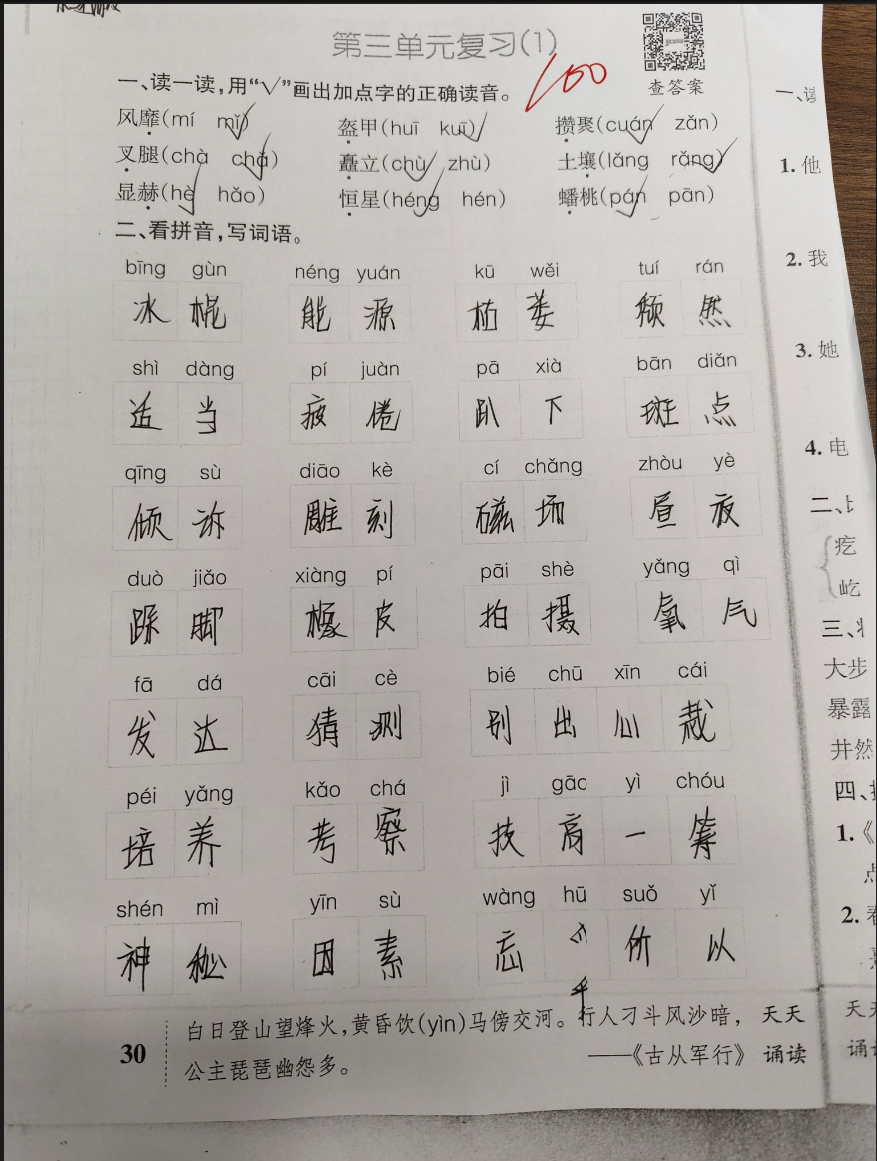 第三单元复习(1)
100
查答案
一、读一读,用“√”画出加点字的正确读音。
风靡(mí mǐ) 盔甲(huī kuī) 攒聚(cuán zǎn)
叉腿(chà chǎ) 矗立(chù zhù) 土壤(lǎng rǎng)
显赫(hè hǎo) 恒星(héng hén) 蟠桃(pán pān)
二、看拼音,写词语。
bīng gùn néng yuán kū wěi tuí rán
冰 棍 能 源 枯 萎 颓 然
shì dàng pí juàn pā xià bān diǎn
适 当 疲 倦 趴 下 斑 点
qīng sù diāo kè cí chǎng zhòu yè
倾 诉 雕 刻 磁 场 昼 夜
duò jiǎo xiàng pí pāi shè yǎng qì
跺 脚 橡 皮 拍 摄 氧 气
fā dá cāi cè bié chū xīn cái
发 达 猜 测 别 出 心 裁
péi yǎng kǎo chá jì gāo yì chóu
培 养 考 察 技 高 一 筹
shén mì yīn sù wàng hū suǒ yǐ
神 秘 因 素 忘 乎 所 以
30
白日登山望烽火,黄昏饮(yìn)马傍交河。行人刁斗风沙暗,
公主琵琶幽怨多。 ——《古从军行》
天天
诵读
一、
1. 他
2. 我
3. 她
4. 电
二、
疙
屹
三、
大步
暴露
井然
四、
1.《
点
2.
天天